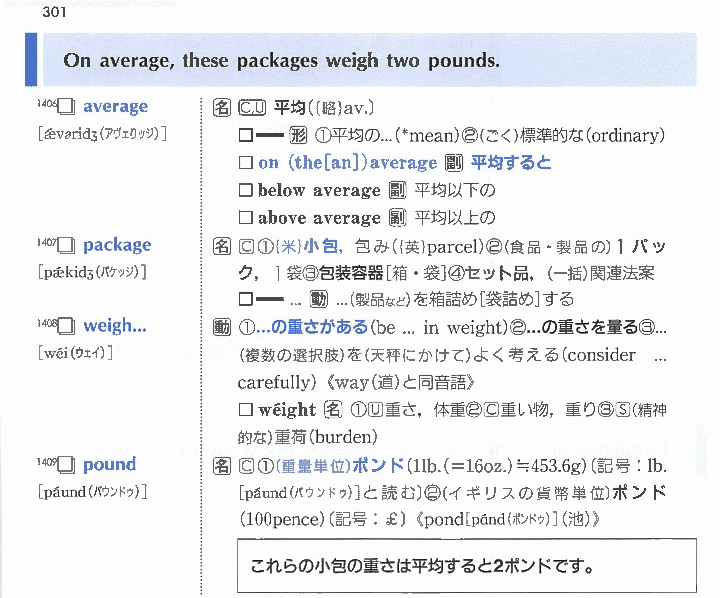 301
On average, these packages weigh two pounds.
1406□ average
[ǽvəridʒ(アヴェリッジ)]
名 C,U 平均({略}av.)
□━ 形 ①平均の…(*mean)②(ごく)標準的な(ordinary)
□ on (the[an])average 副 平均すると
□ below average 副 平均以下の
□ above average 副 平均以上の
1407□ package
[pǽkidʒ(パケッジ)]
名 C ①{米}小包, 包み({英}parcel)②(食品・製品の)1パッ
ク, 1袋③包装容器[箱・袋]④セット品, (一括)関連法案
□━ … 動 …(製品など)を箱詰め[袋詰め]する
1408□ weigh…
[wéi(ウェイ)]
動 ①…の重さがある(be … in weight)②…の重さを量る③…
(複数の選択肢)を(天秤にかけて)よく考える(consider …
carefully)《way(道)と同音語》
□ wéight 名 ①U重さ, 体重②C重い物, 重り③S(精神
的な)重荷(burden)
1409□ pound
[páund(パウンドゥ)]
名 C ①(重量単位)ポンド(1lb.(=16oz.)≒453.6g)(記号:lb.
[páund(パウンドゥ)]と読む)②(イギリスの貨幣単位)ポンド
(100pence)(記号:£)《pond[pánd(ポンドゥ)](池)》
これらの小包の重さは平均すると2ポンドです。